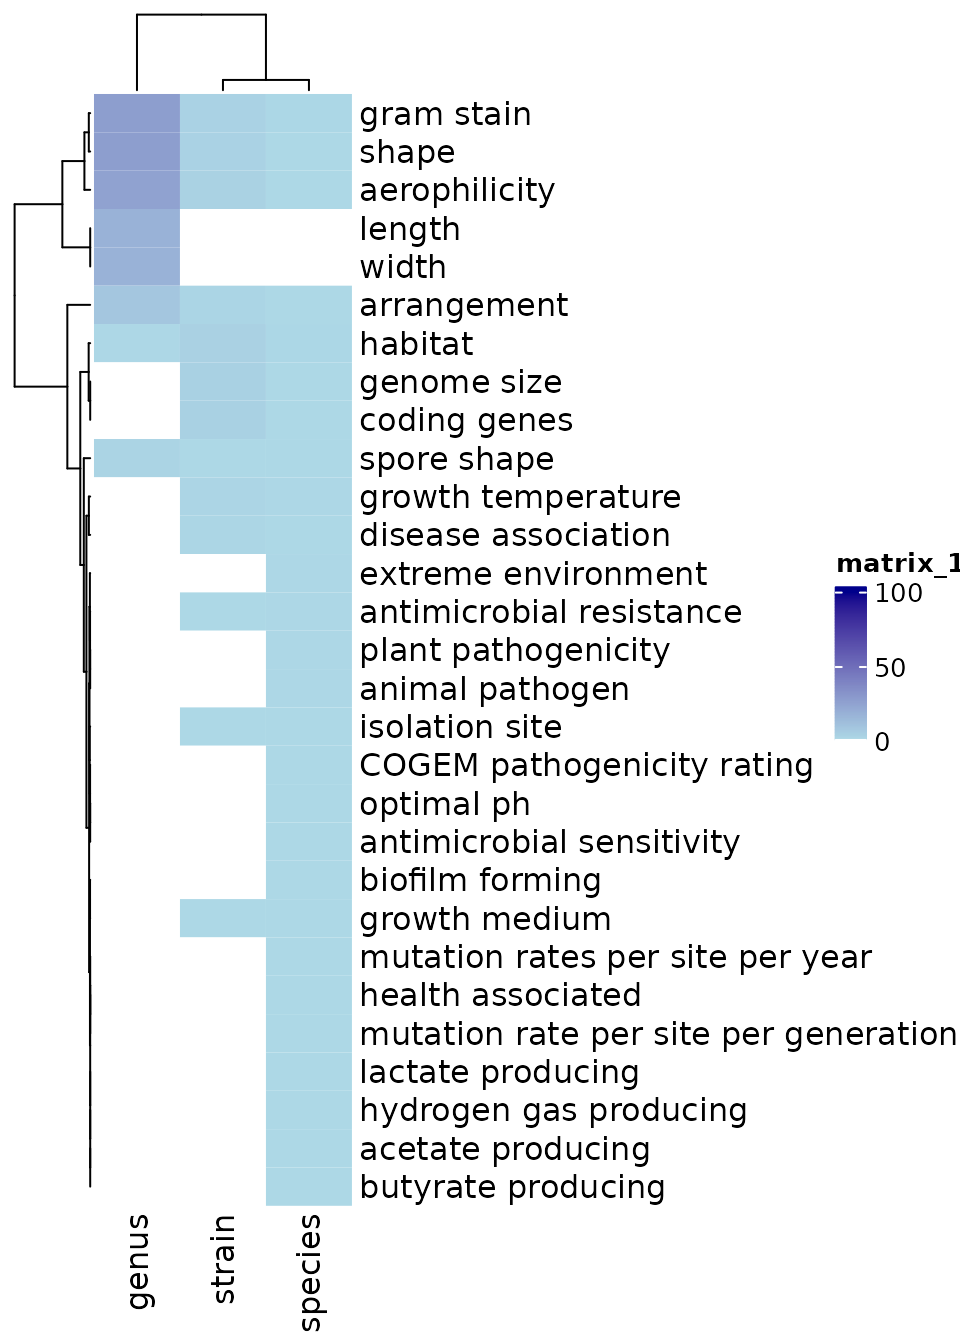 gram stain
shape
aerophilicity
length
width
arrangement
habitat
genome size
coding genes
spore shape
growth temperature
disease association
extreme environment
antimicrobial resistance
plant pathogenicity
animal pathogen
isolation site
COGEM pathogenicity rating
optimal ph
antimicrobial sensitivity
biofilm forming
growth medium
mutation rates per site per year
health associated
mutation rate per site per generation
lactate producing
hydrogen gas producing
acetate producing
butyrate producing
genus
strain
species
matrix_1
100
50
0